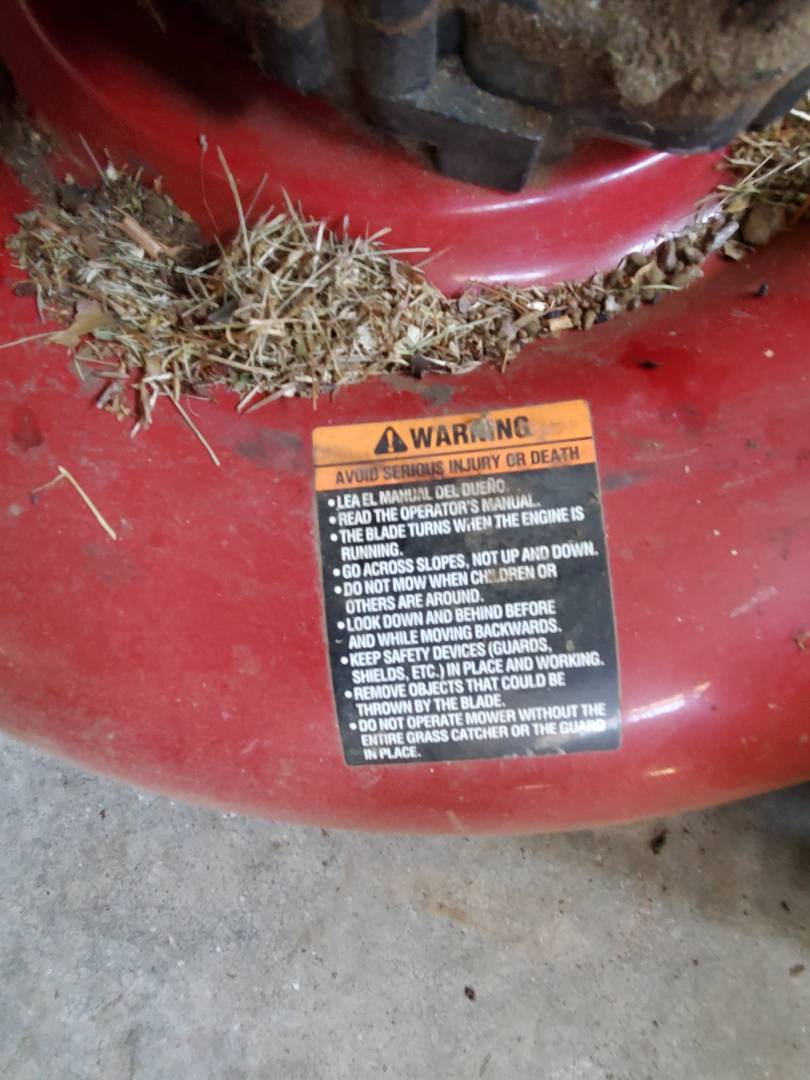 WARNING
AVOID SERIOUS INJURY OR DEATH
• LEA EL MANUAL DEL DUEÑO.
• READ THE OPERATOR'S MANUAL.
• THE BLADE TURNS WHEN THE ENGINE IS
RUNNING.
• GO ACROSS SLOPES, NOT UP AND DOWN.
• DO NOT MOW WHEN CHILDREN OR
OTHERS ARE AROUND.
• LOOK DOWN AND BEHIND BEFORE
AND WHILE MOVING BACKWARDS.
• KEEP SAFETY DEVICES (GUARDS,
SHIELDS, ETC.) IN PLACE AND WORKING.
• REMOVE OBJECTS THAT COULD BE
THROWN BY THE BLADE.
• DO NOT OPERATE MOWER WITHOUT THE
ENTIRE GRASS CATCHER OR THE GUARD
IN PLACE.